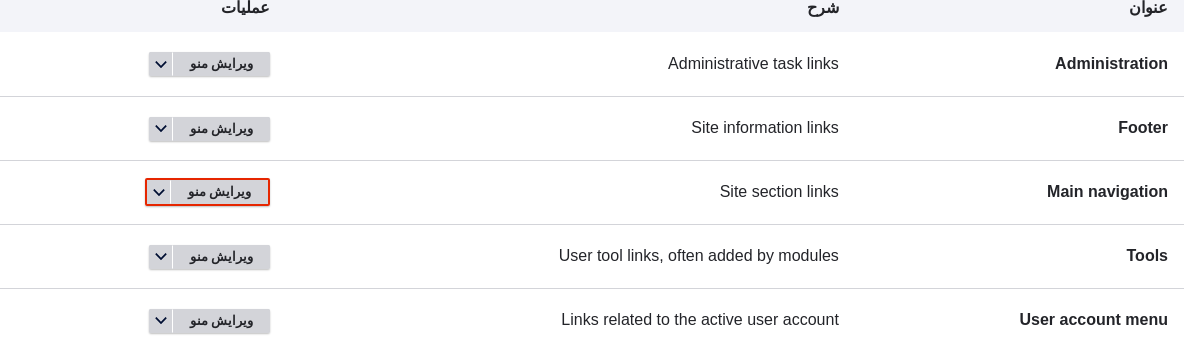 عنوان شرح عملیات
Administration Administrative task links ویرایش منو
Footer Site information links ویرایش منو
Main navigation Site section links ویرایش منو
Tools User tool links, often added by modules ویرایش منو
User account menu Links related to the active user account ویرایش منو